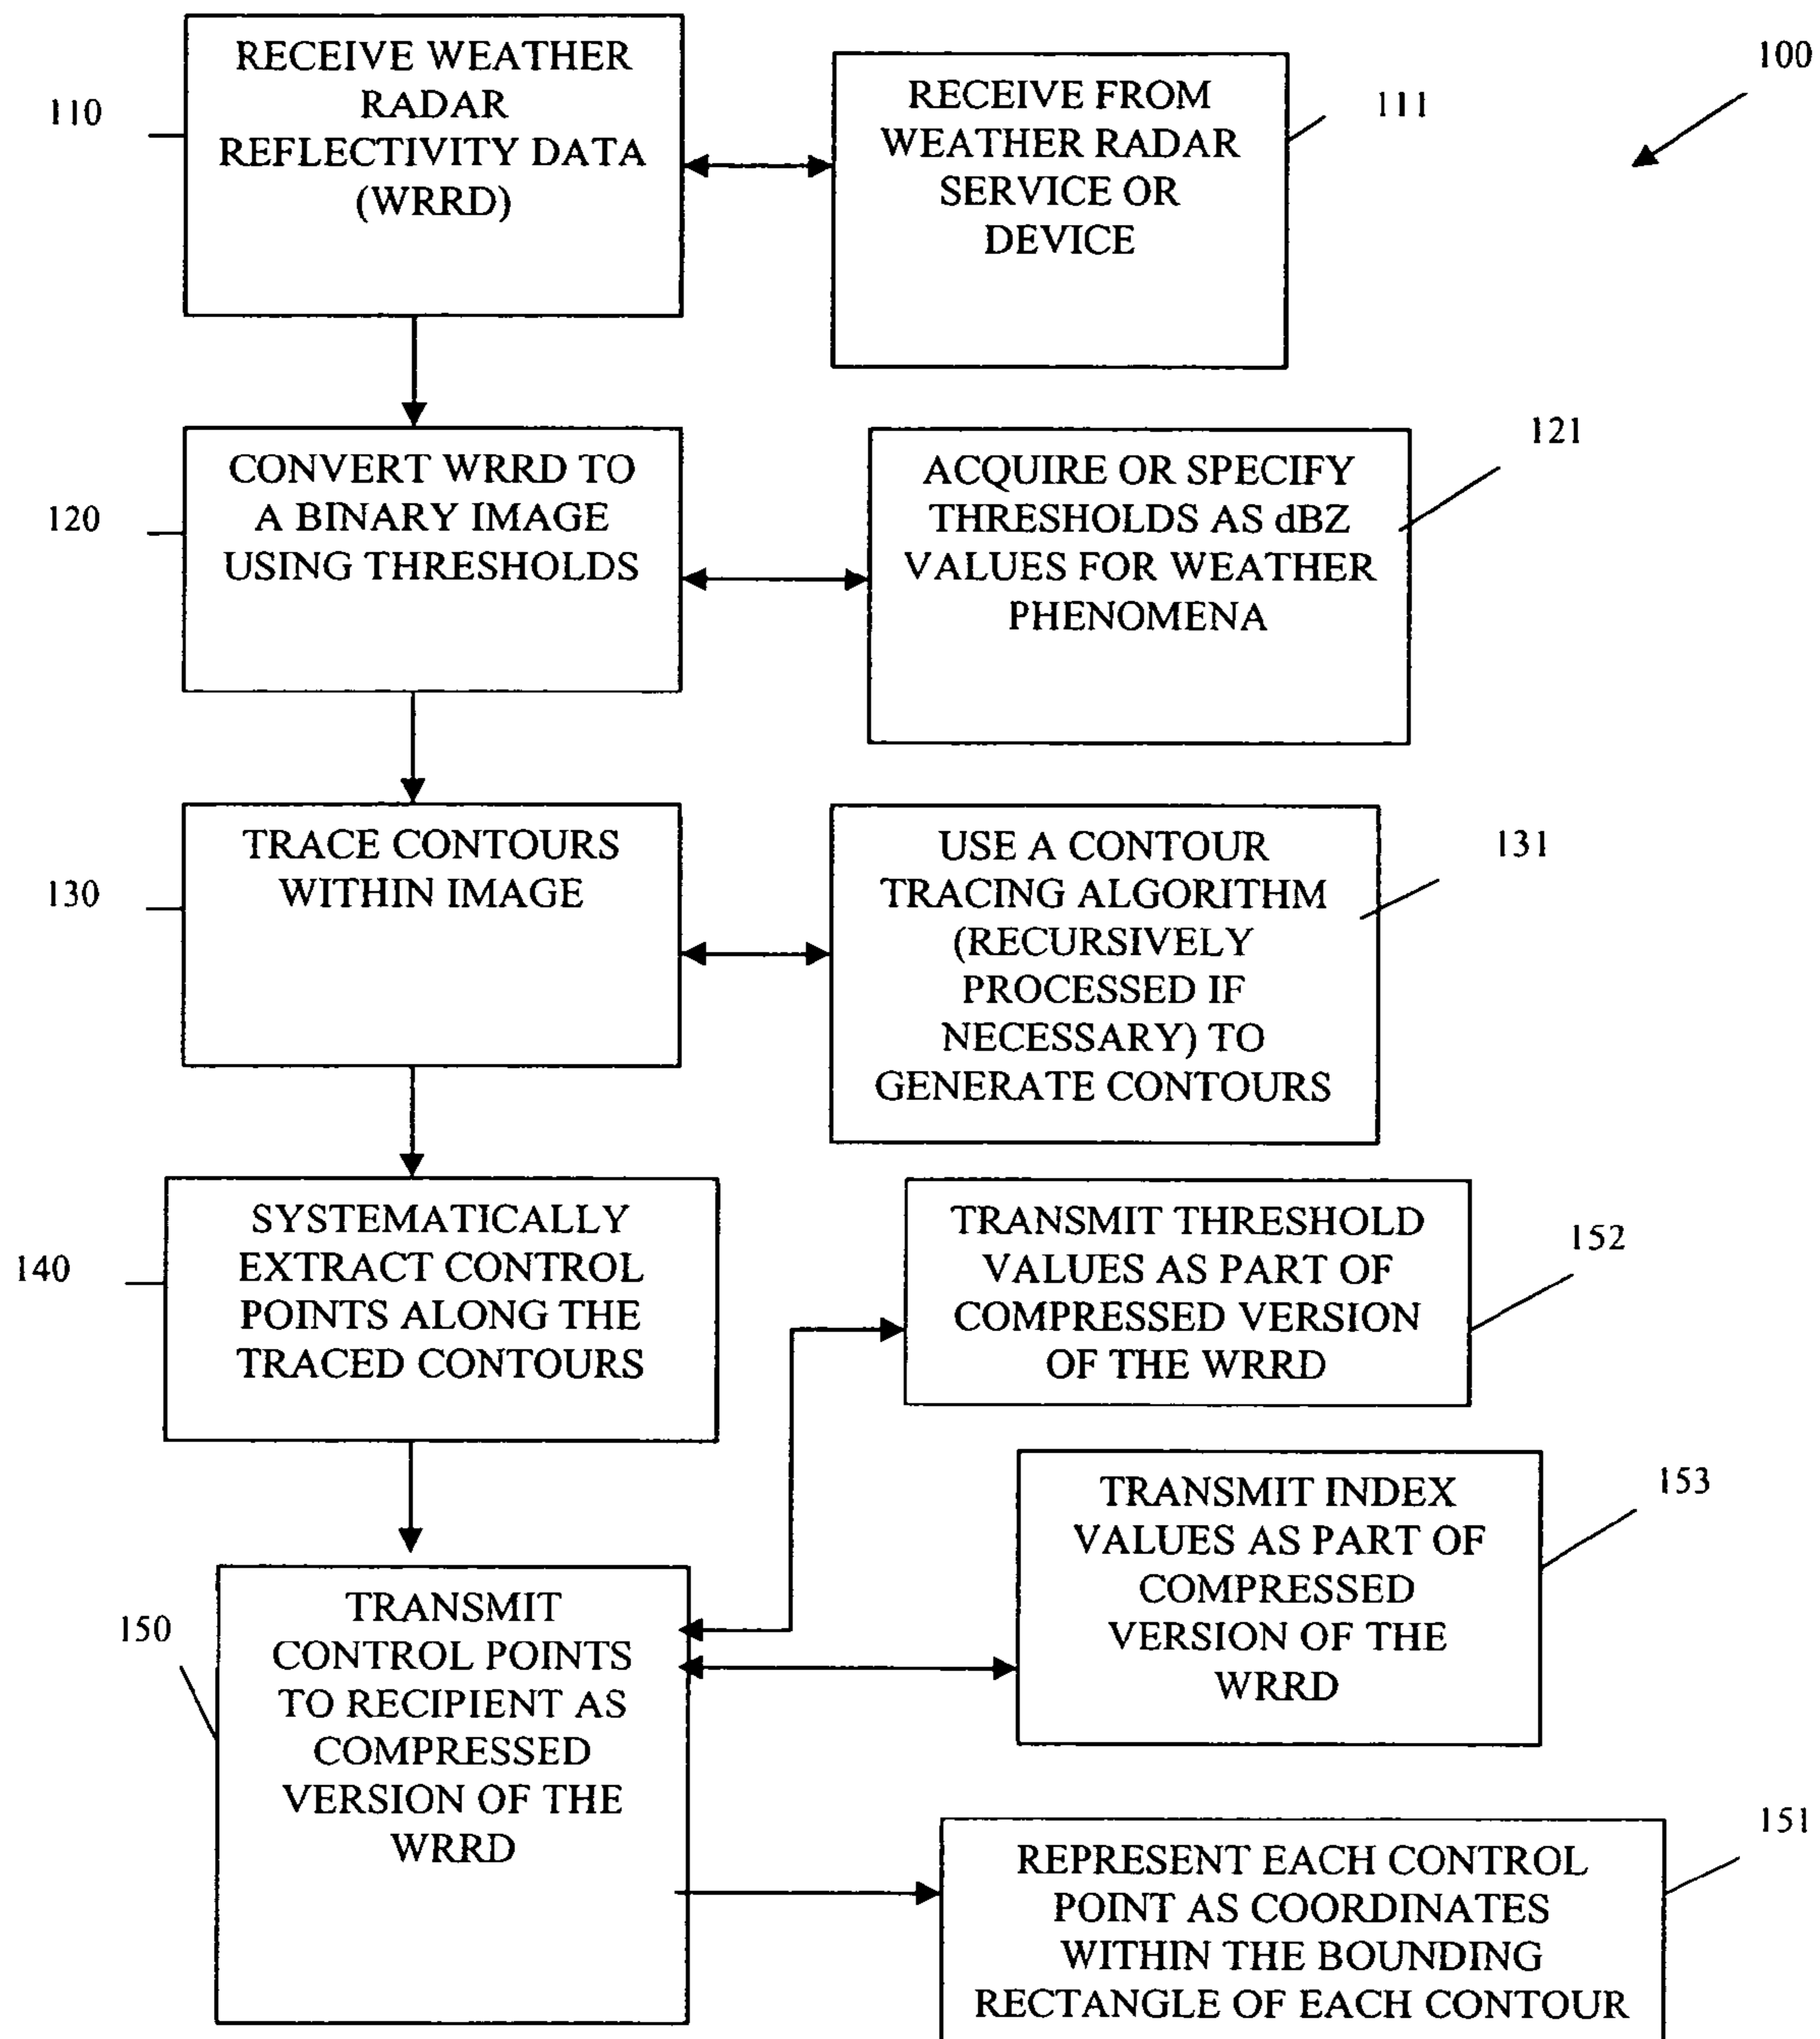 100
110
RECEIVE WEATHER
RADAR
REFLECTIVITY DATA
(WRRD)
RECEIVE FROM
WEATHER RADAR
SERVICE OR
DEVICE
111
120
CONVERT WRRD TO
A BINARY IMAGE
USING THRESHOLDS
ACQUIRE OR SPECIFY
THRESHOLDS AS dBZ
VALUES FOR WEATHER
PHENOMENA
121
130
TRACE CONTOURS
WITHIN IMAGE
USE A CONTOUR
TRACING ALGORITHM
(RECURSIVELY
PROCESSED IF
NECESSARY) TO
GENERATE CONTOURS
131
140
SYSTEMATICALLY
EXTRACT CONTROL
POINTS ALONG THE
TRACED CONTOURS
TRANSMIT THRESHOLD
VALUES AS PART OF
COMPRESSED VERSION
OF THE WRRD
152
TRANSMIT INDEX
VALUES AS PART OF
COMPRESSED
VERSION OF THE
WRRD
153
150
TRANSMIT
CONTROL POINTS
TO RECIPIENT AS
COMPRESSED
VERSION OF THE
WRRD
REPRESENT EACH CONTROL
POINT AS COORDINATES
WITHIN THE BOUNDING
RECTANGLE OF EACH CONTOUR
151